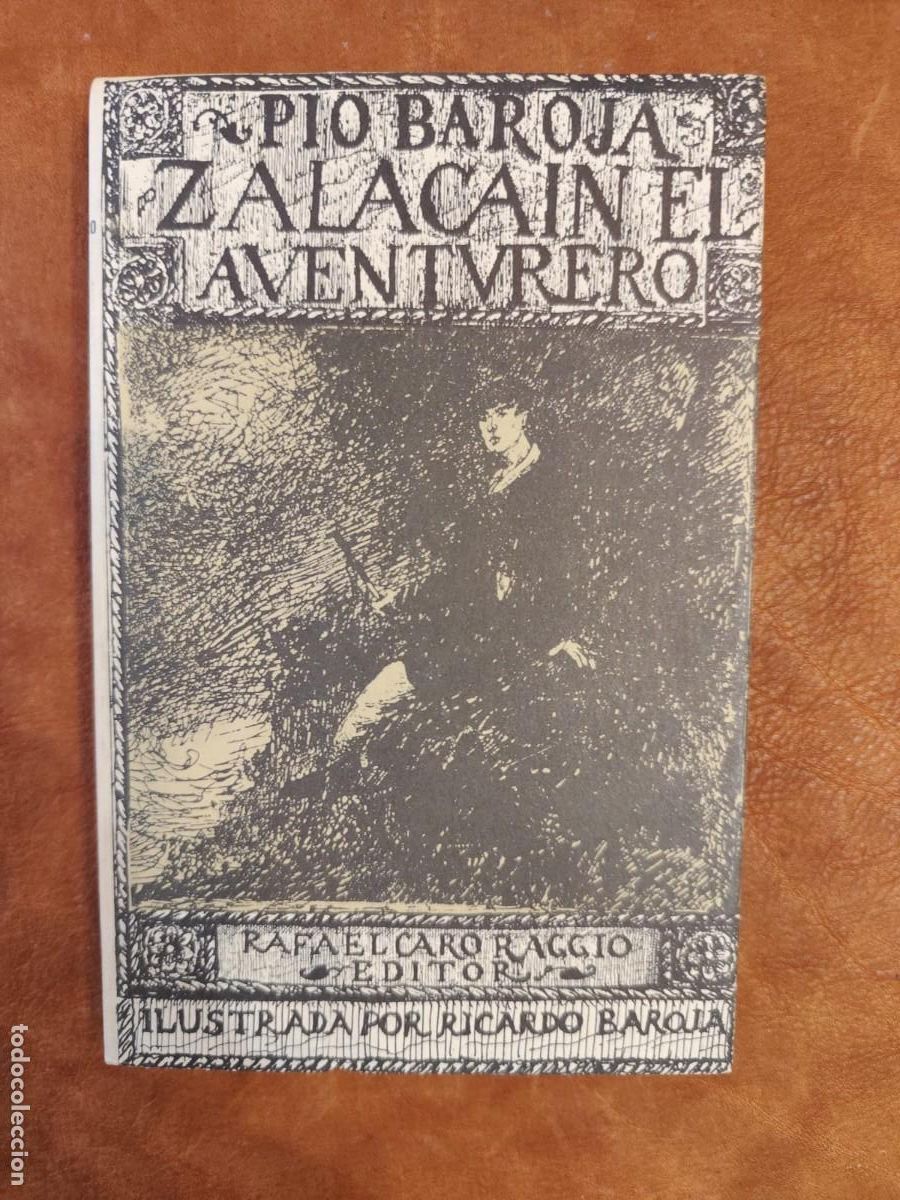 PIO BAROJA
ZALACAIN EL
AVENTVRERO
RAFAEL CARO RAGGIO
EDITOR
ILUSTRADA POR RICARDO BAROJA
todocoleccion